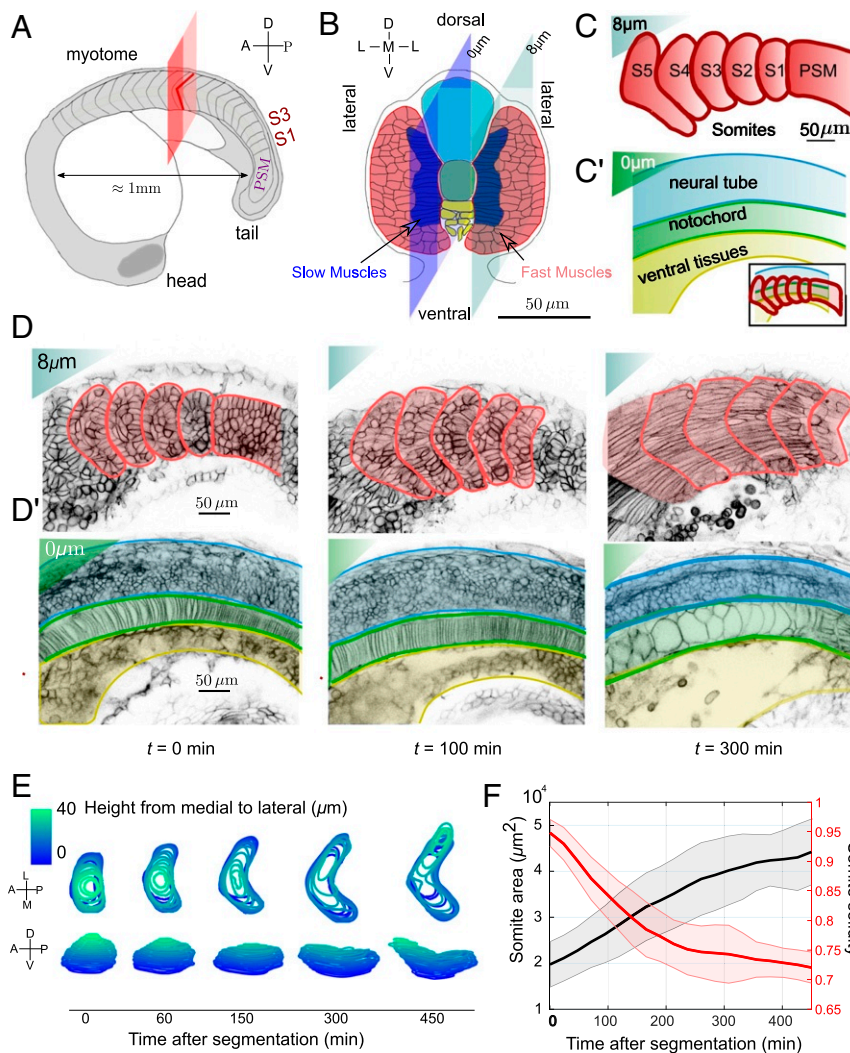 A
myotome
D
A
P
V
S3
S1
PSM
≈ 1mm
tail
head
B
D
L
M
L
V
dorsal
0μm
8μm
lateral
lateral
Slow Muscles
Fast Muscles
ventral
50 μm
C
8μm
S5
S4
S3
S2
S1
PSM
Somites
50μm
C'
0μm
neural tube
notochord
ventral tissues
D
8μm
50 μm
D'
0μm
50 μm
t = 0 min
t = 100 min
t = 300 min
E
40
Height from medial to lateral (μm)
0
L
A
P
M
D
A
P
V
0
60
150
300
450
Time after segmentation (min)
F
10⁴
5
4
3
2
1
Somite area (μm²)
1
0.95
0.9
0.85
0.8
0.75
0.7
0.65
0
100
200
300
400
Time after segmentation (min)